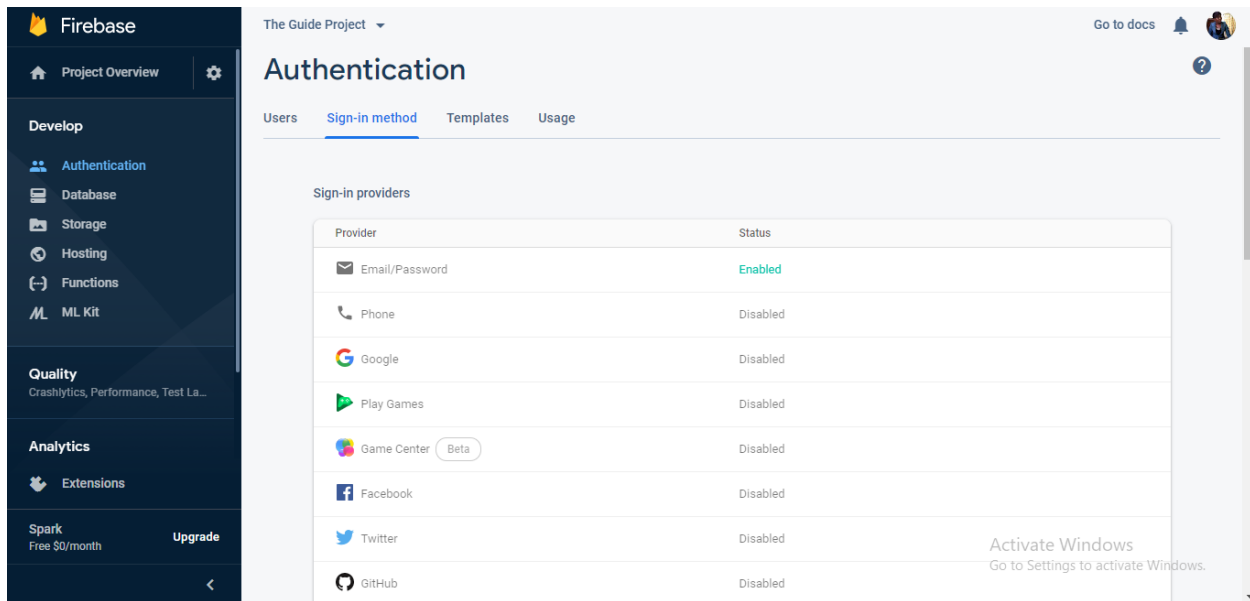 Firebase
The Guide Project
Go to docs
Project Overview
Authentication
?
Users Sign-in method Templates Usage
Develop
Authentication
Database
Storage
Hosting
Functions
ML Kit
Quality
Crashlytics, Performance, Test La...
Analytics
Extensions
Spark
Free $0/month
Upgrade
Sign-in providers
Provider Status
Email/Password Enabled
Phone Disabled
Google Disabled
Play Games Disabled
Game Center Beta Disabled
Facebook Disabled
Twitter Disabled
GitHub Disabled
Activate Windows
Go to Settings to activate Windows.